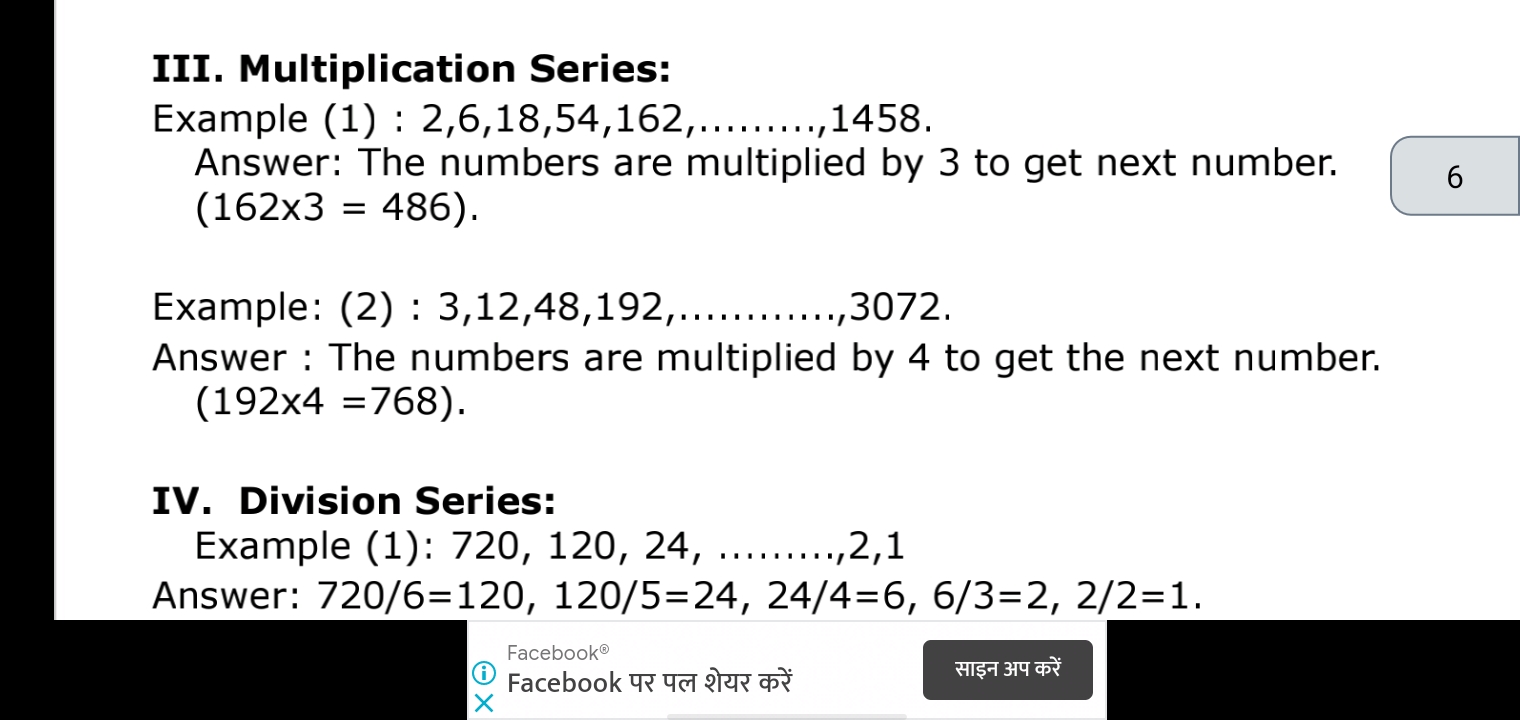 III. Multiplication Series:
Example (1) : 2,6,18,54,162,.........,1458.
Answer: The numbers are multiplied by 3 to get next number.
(162x3 = 486).
6
Example: (2) : 3,12,48,192,............,3072.
Answer : The numbers are multiplied by 4 to get the next number.
(192x4 =768).
IV. Division Series:
Example (1): 720, 120, 24, .........,2,1
Answer: 720/6=120, 120/5=24, 24/4=6, 6/3=2, 2/2=1.
Facebook®
Facebook पर पल शेयर करें
साइन अप करें